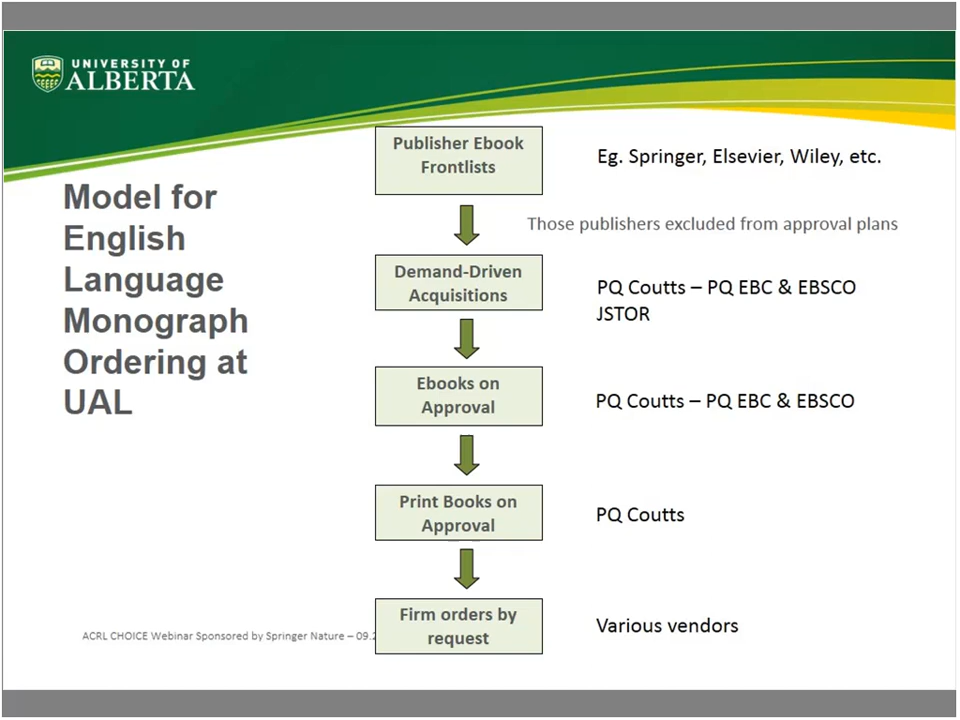 UNIVERSITY OF
ALBERTA
Model for
English
Language
Monograph
Ordering at
UAL
Publisher Ebook
Frontlists
Eg. Springer, Elsevier, Wiley, etc.
Those publishers excluded from approval plans
Demand-Driven
Acquisitions
PQ Coutts – PQ EBC & EBSCO
JSTOR
Ebooks on
Approval
PQ Coutts – PQ EBC & EBSCO
Print Books on
Approval
PQ Coutts
Firm orders by
request
Various vendors
ACRL CHOICE Webinar Sponsored by Springer Nature – 09.